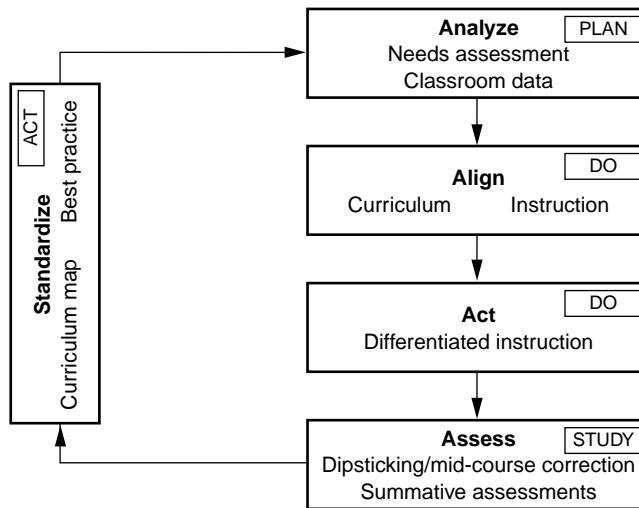 Analyze
PLAN
Needs assessment
Classroom data
Align
DO
Curriculum Instruction
Act
DO
Differentiated instruction
Assess
STUDY
Dipsticking/mid-course correction
Summative assessments
ACT
Standardize
Curriculum map Best practice